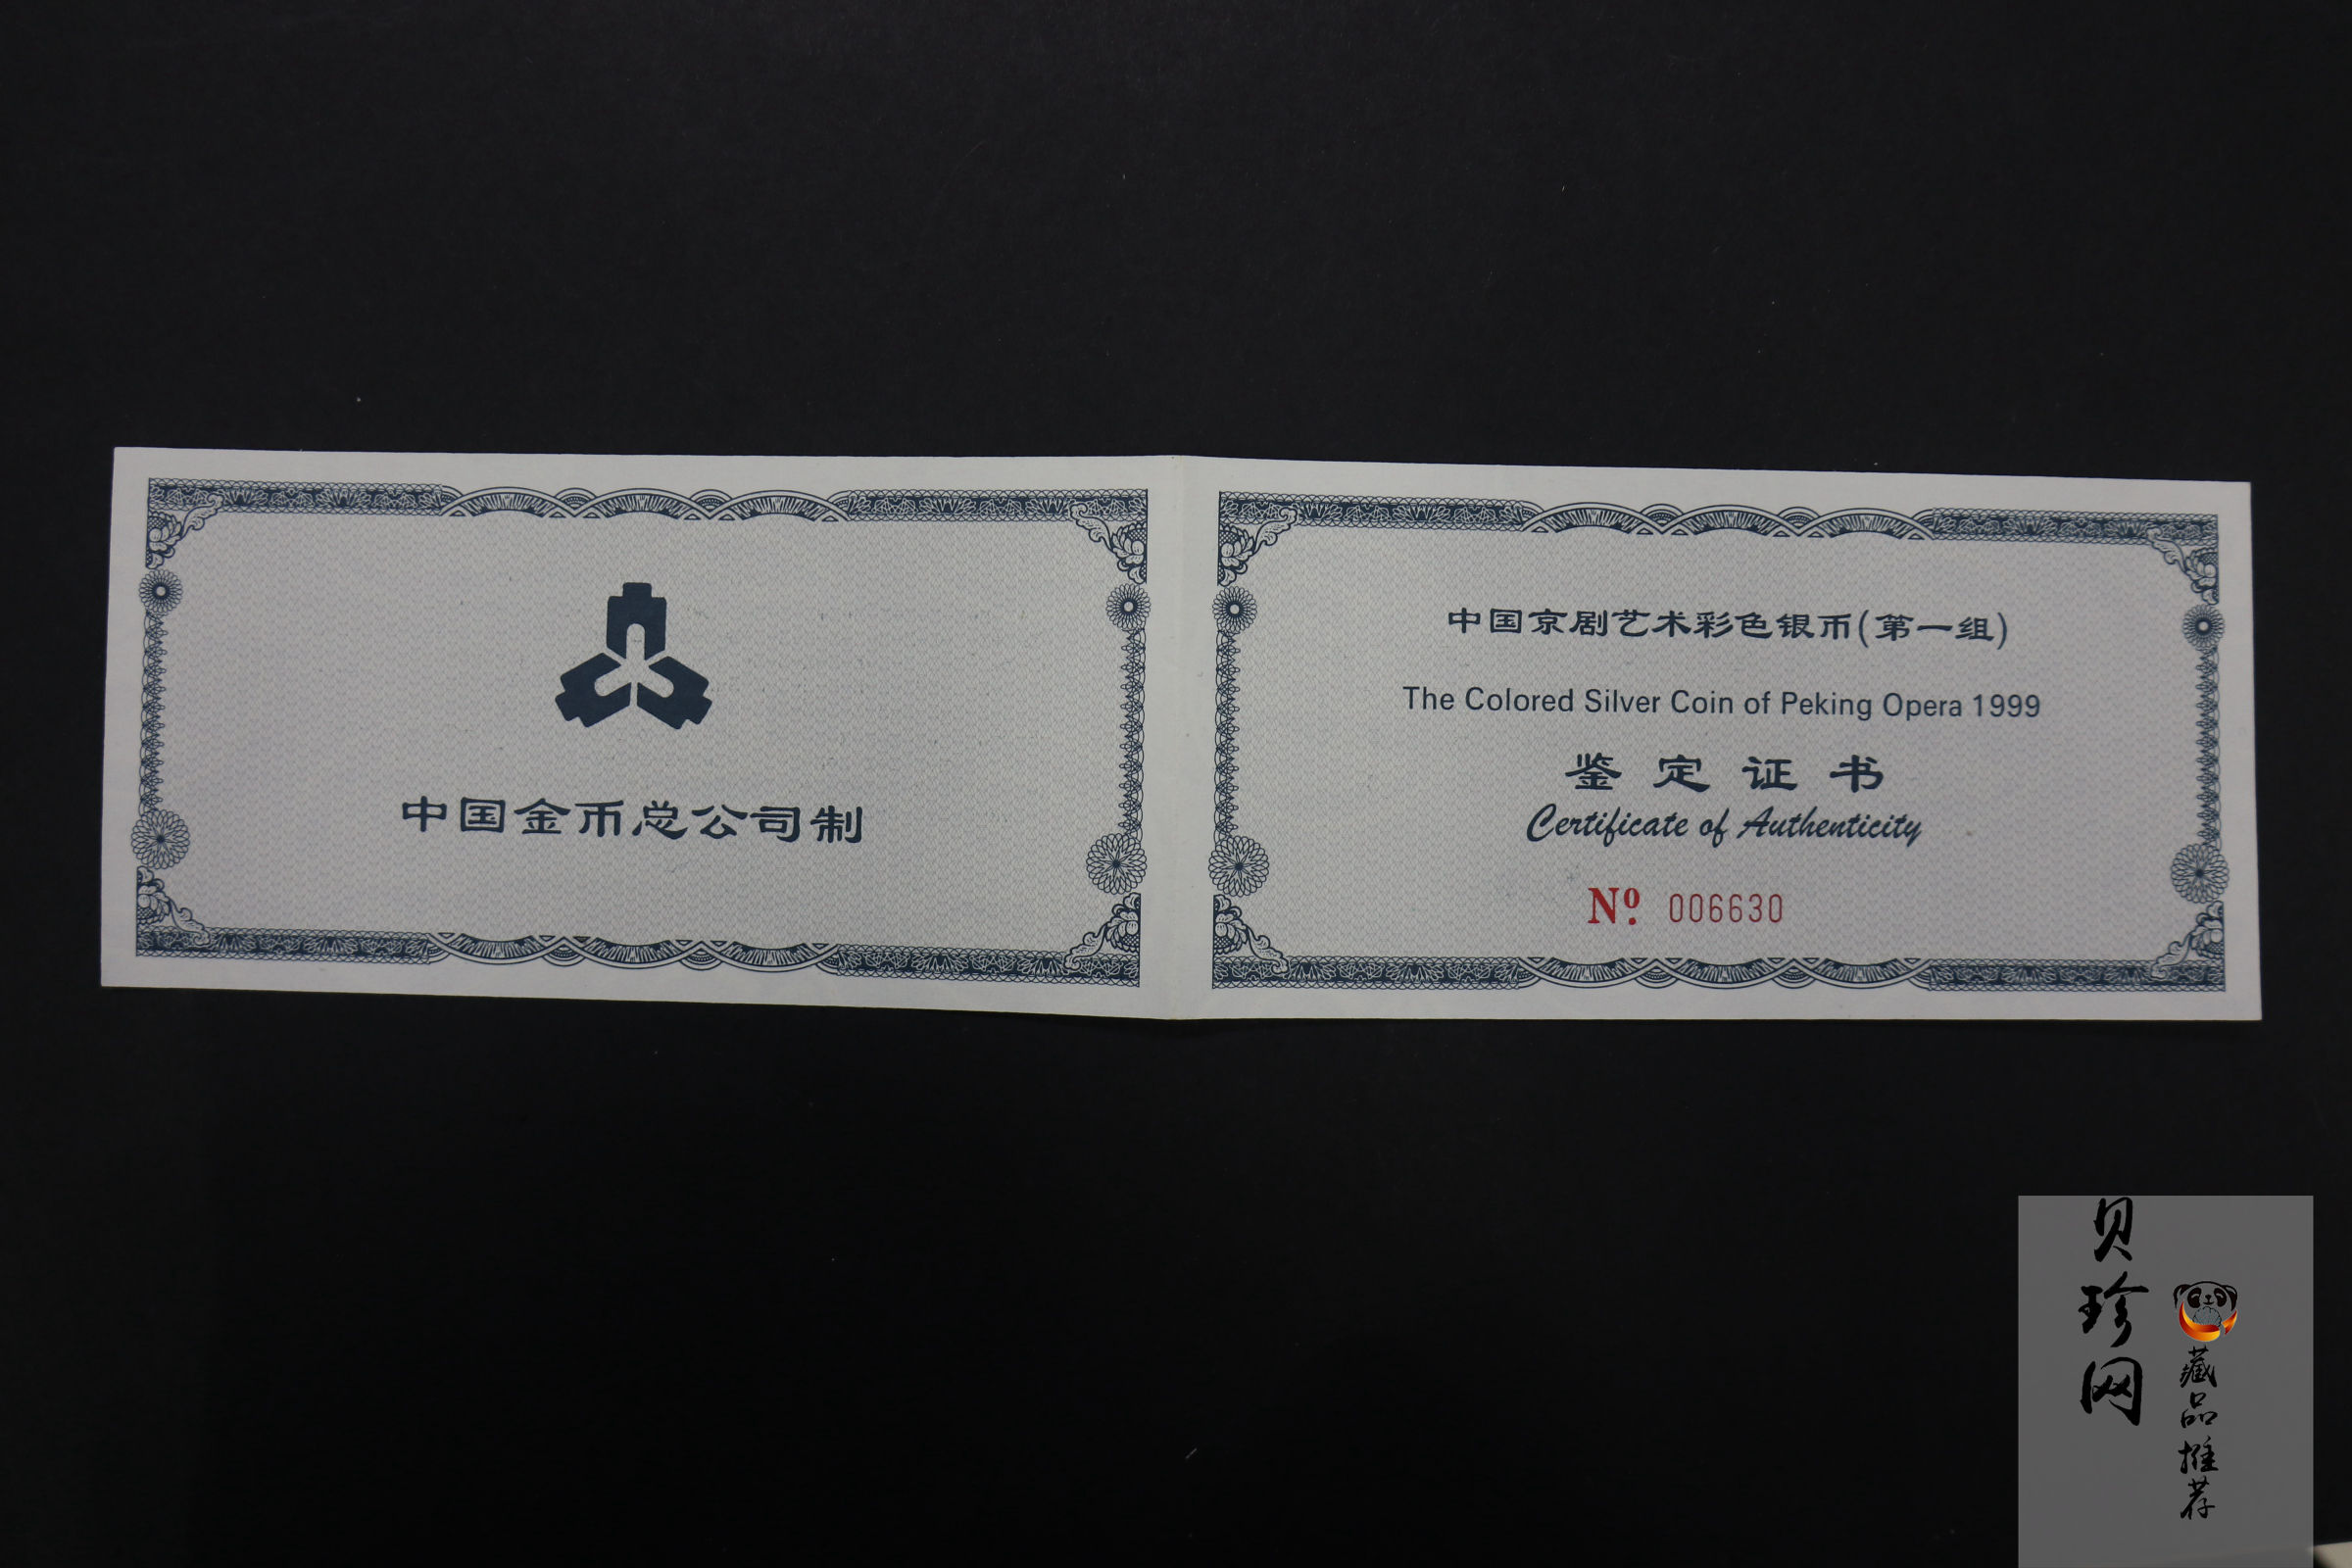 中国金币总公司制
中国京剧艺术彩色银币(第一组)
The Colored Silver Coin of Peking Opera 1999
鉴定证书
Certificate of Authenticity
Nº 006630
贝珍网
藏品推荐